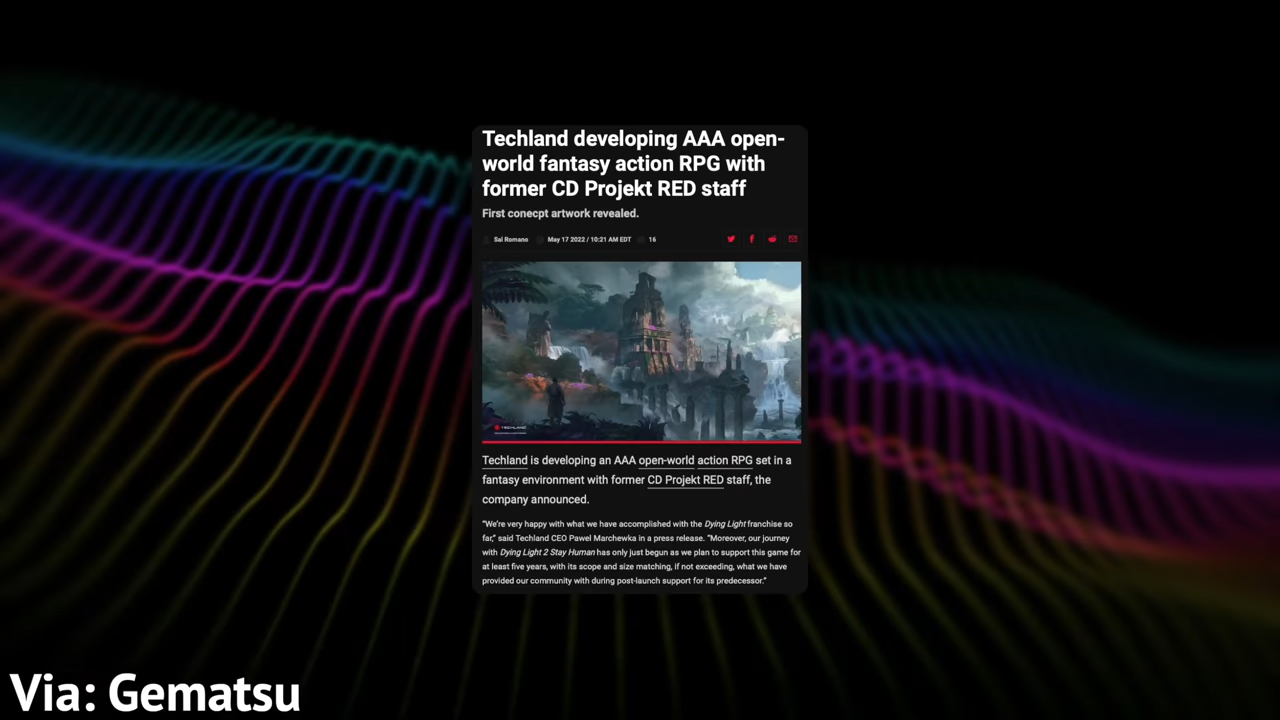 Techland developing AAA open-
world fantasy action RPG with
former CD Projekt RED staff
First conecpt artwork revealed.
Sal Romano May 17 2022 / 10:21 AM EDT 16
TECHLAND
Techland is developing an AAA open-world action RPG set in a
fantasy environment with former CD Projekt RED staff, the
company announced.
“We’re very happy with what we have accomplished with the Dying Light franchise so
far,” said Techland CEO Pawel Marchewka in a press release. “Moreover, our journey
with Dying Light 2 Stay Human has only just begun as we plan to support this game for
at least five years, with its scope and size matching, if not exceeding, what we have
provided our community with during post-launch support for its predecessor.”
Via: Gematsu